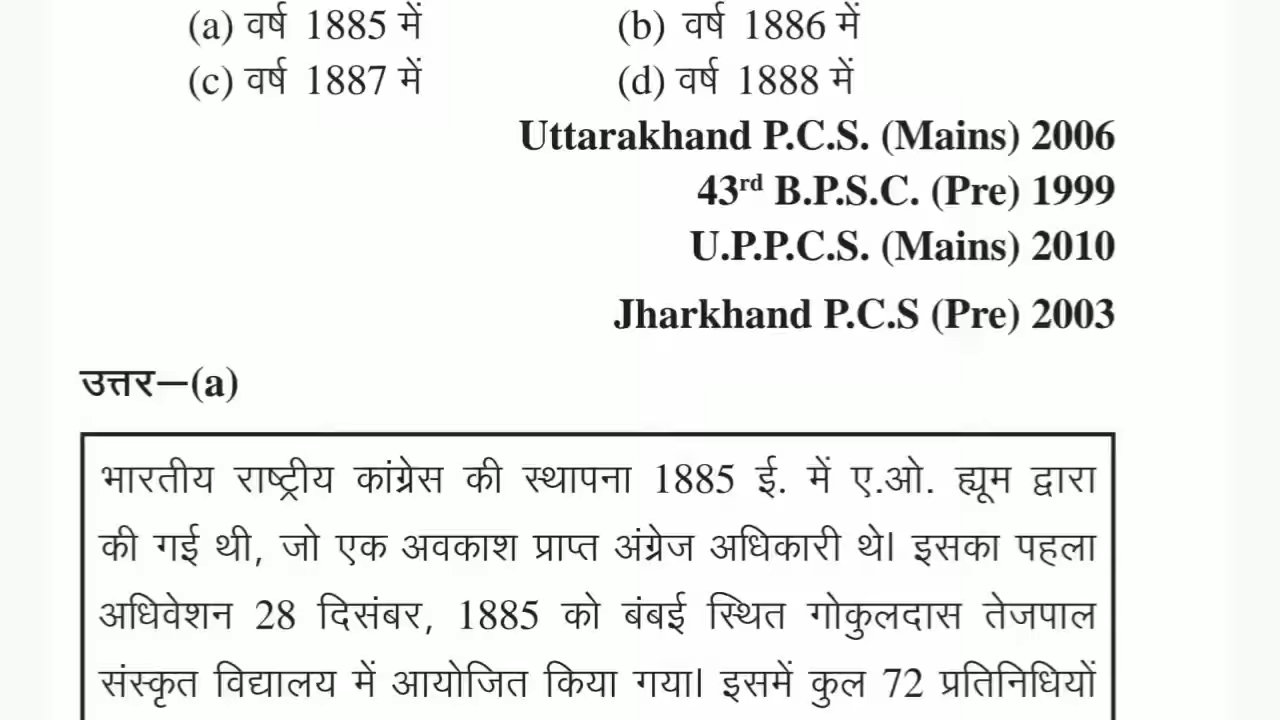 (a) वर्ष 1885 में (b) वर्ष 1886 में
(c) वर्ष 1887 में (d) वर्ष 1888 में
Uttarakhand P.C.S. (Mains) 2006
43rd B.P.S.C. (Pre) 1999
U.P.P.C.S. (Mains) 2010
Jharkhand P.C.S (Pre) 2003
उत्तर—(a)
भारतीय राष्ट्रीय कांग्रेस की स्थापना 1885 ई. में ए.ओ. ह्यूम द्वारा
की गई थी, जो एक अवकाश प्राप्त अंग्रेज अधिकारी थे। इसका पहला
अधिवेशन 28 दिसंबर, 1885 को बंबई स्थित गोकुलदास तेजपाल
संस्कृत विद्यालय में आयोजित किया गया। इसमें कुल 72 प्रतिनिधियों